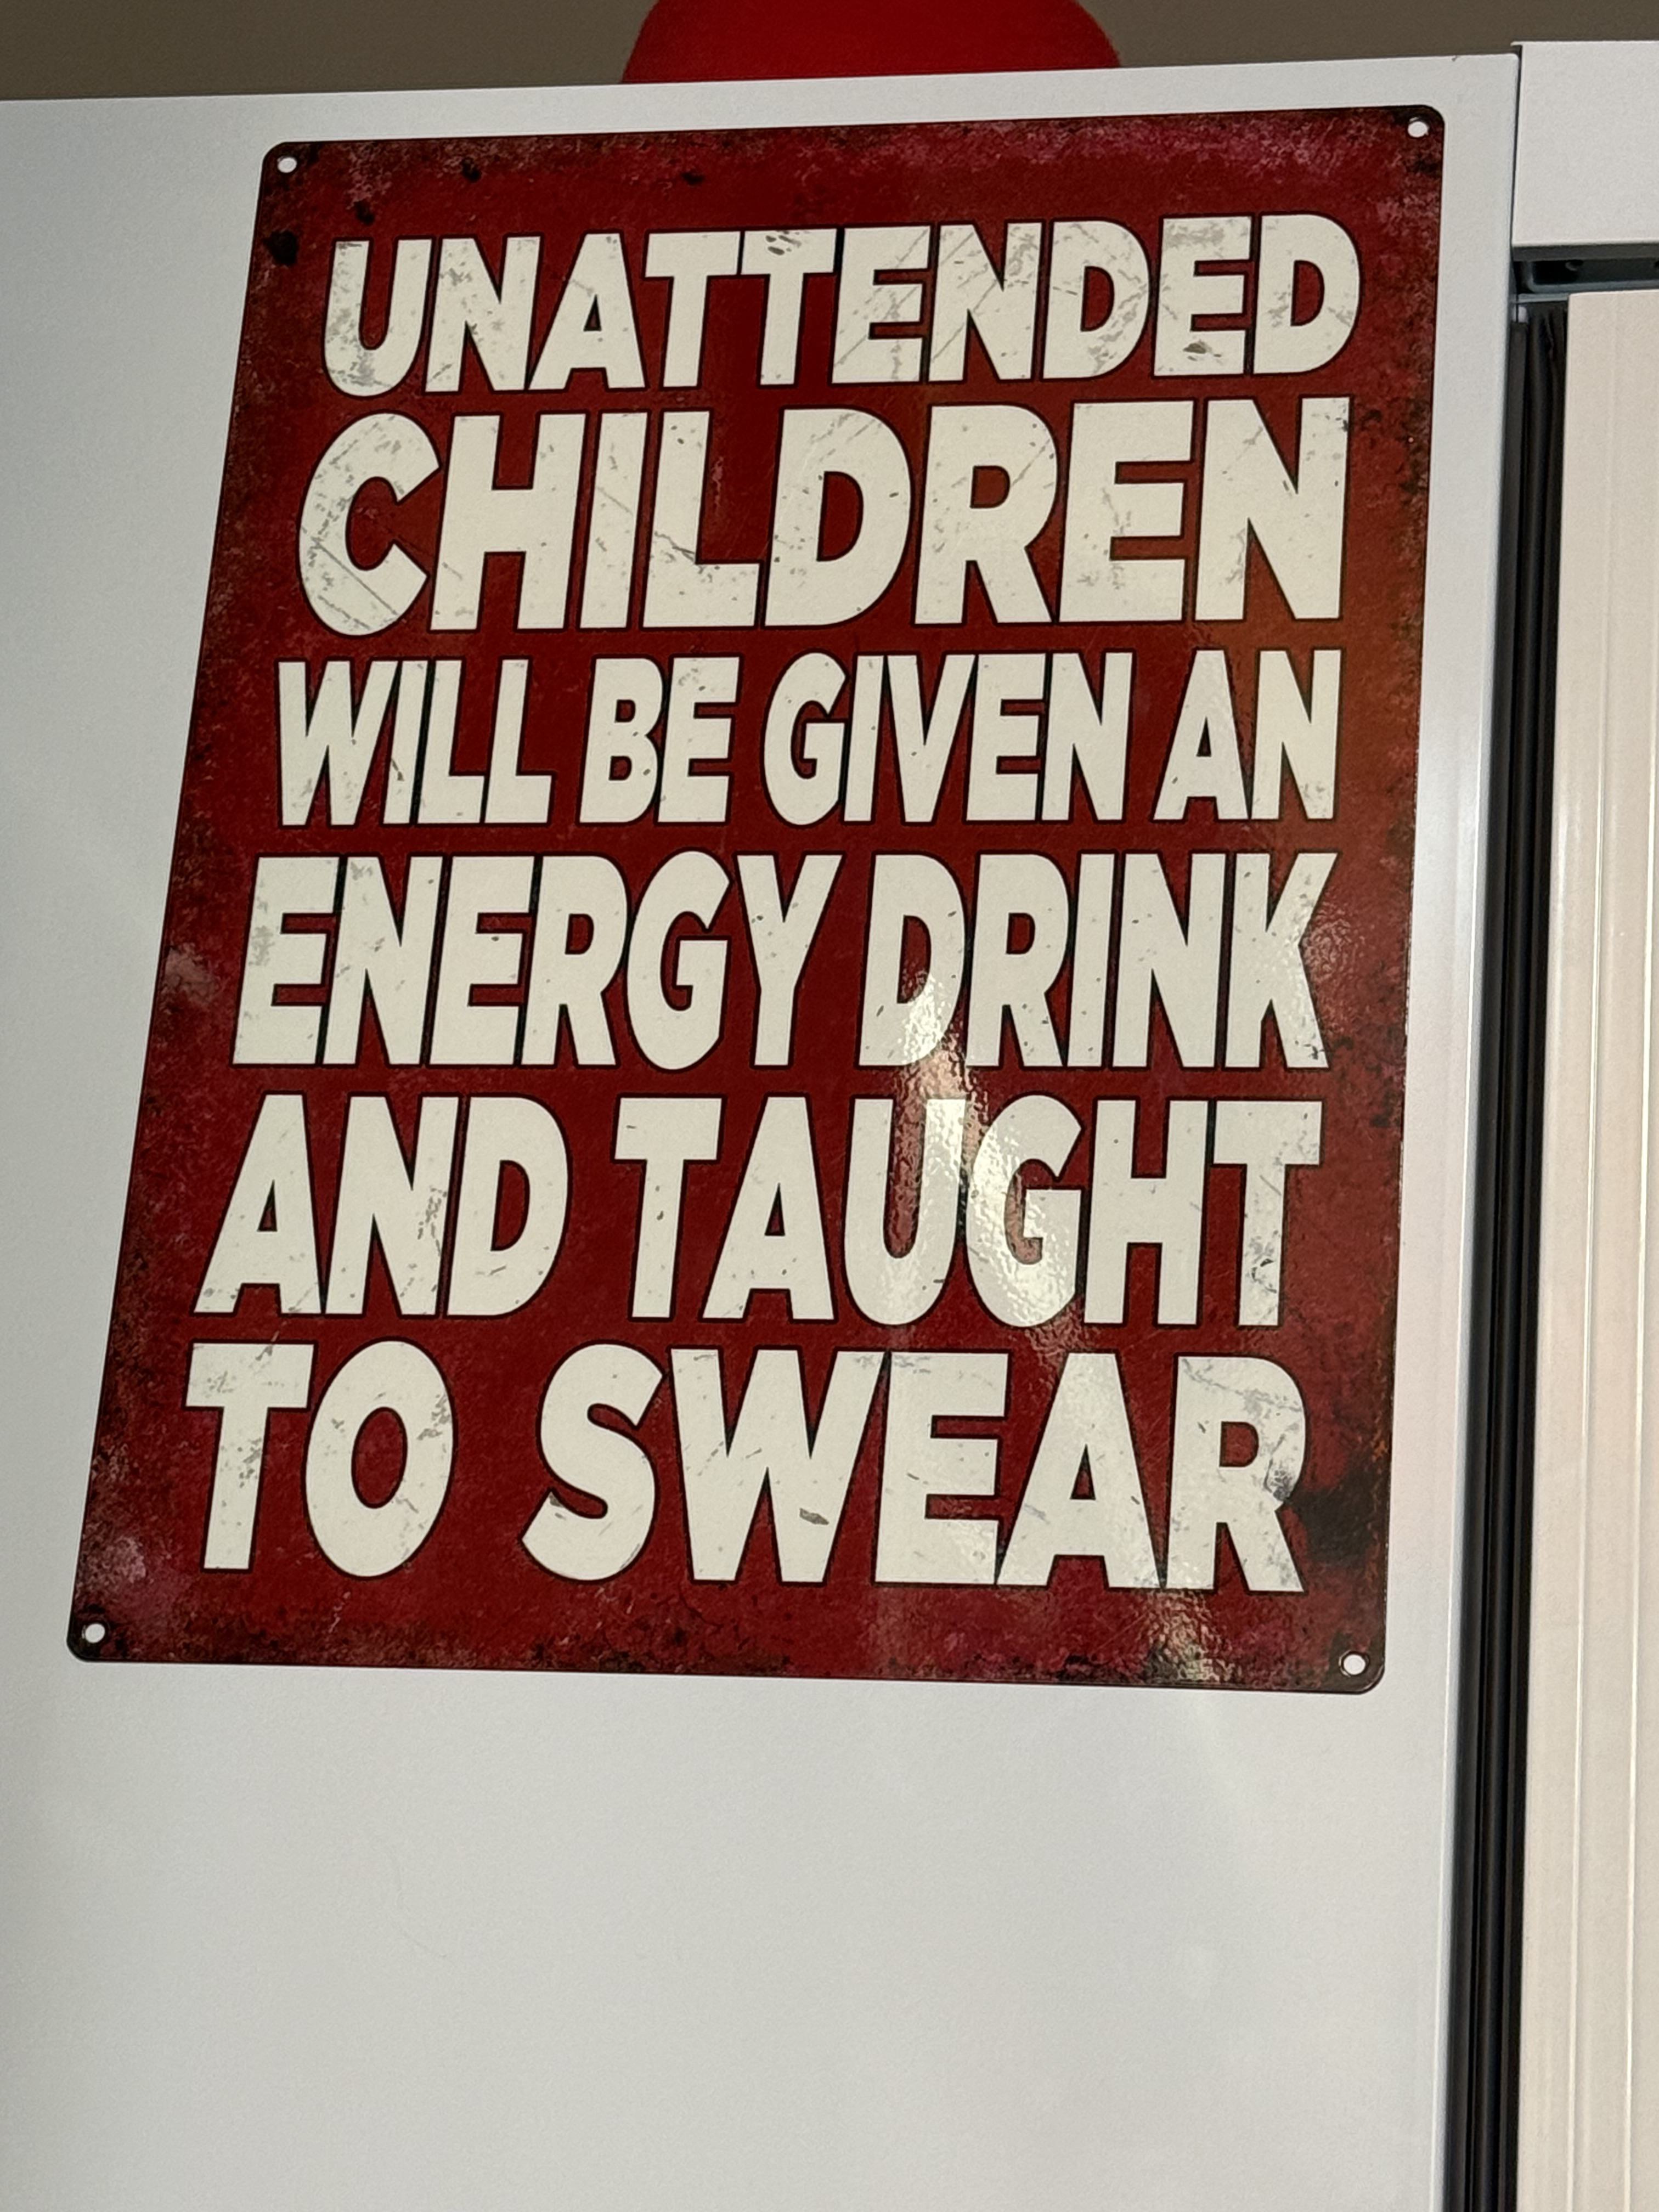 UNATTENDED
CHILDREN
WILL BE GIVEN AN
ENERGY DRINK
AND TAUGHT
TO SWEAR